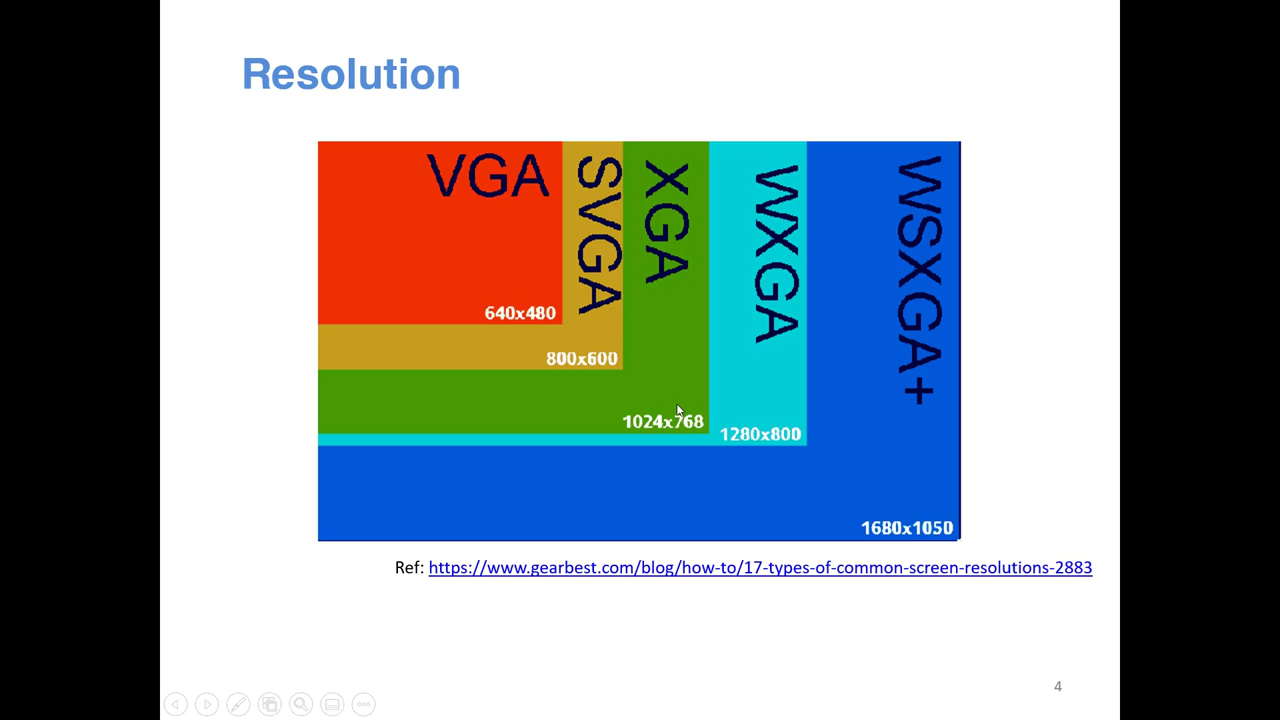 Resolution
VGA
SVGA
XGA
WXGA
WSXGA+
640x480
800x600
1024x768
1280x800
1680x1050
Ref: https://www.gearbest.com/blog/how-to/17-types-of-common-screen-resolutions-2883
4